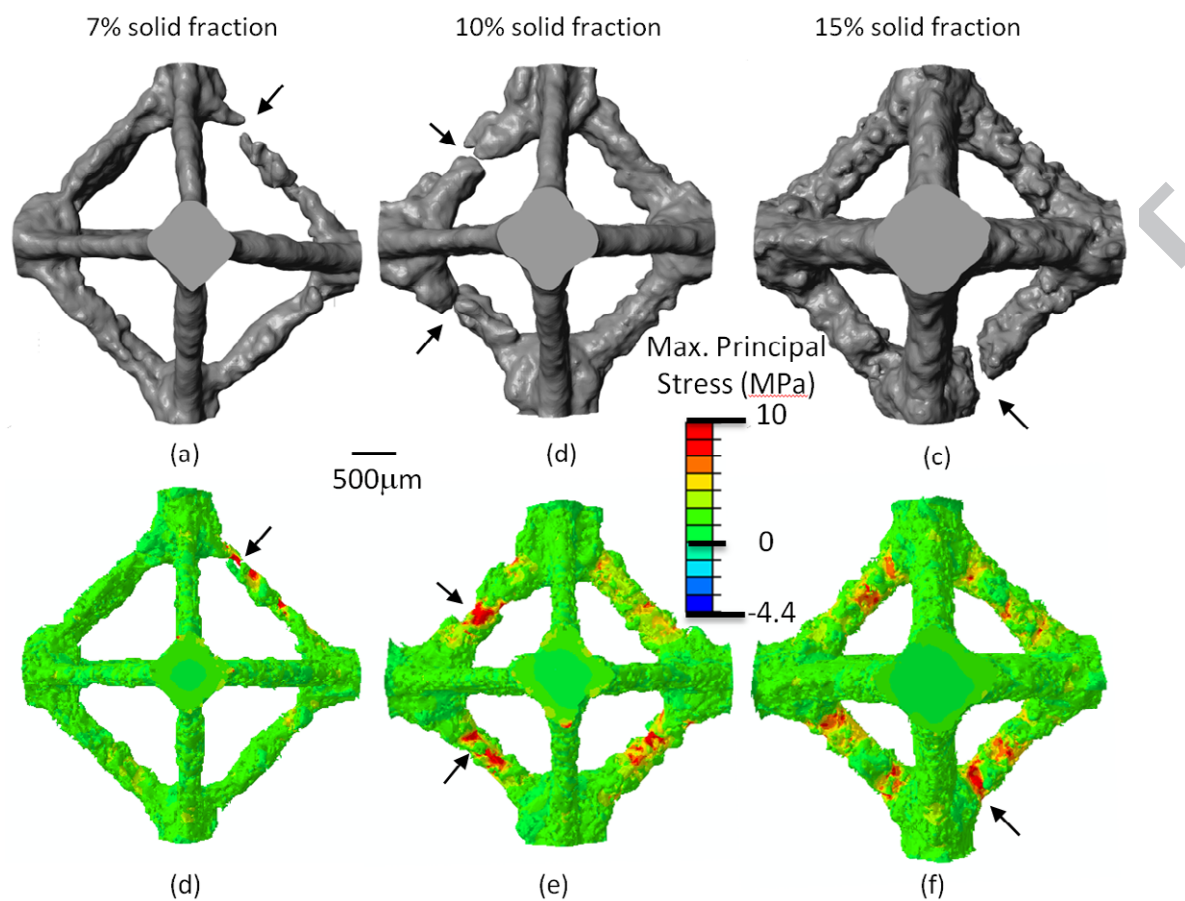 7% solid fraction
10% solid fraction
15% solid fraction
Max. Principal
Stress (MPa)
(a)
(d)
(c)
500μm
10
0
-4.4
(d)
(e)
(f)